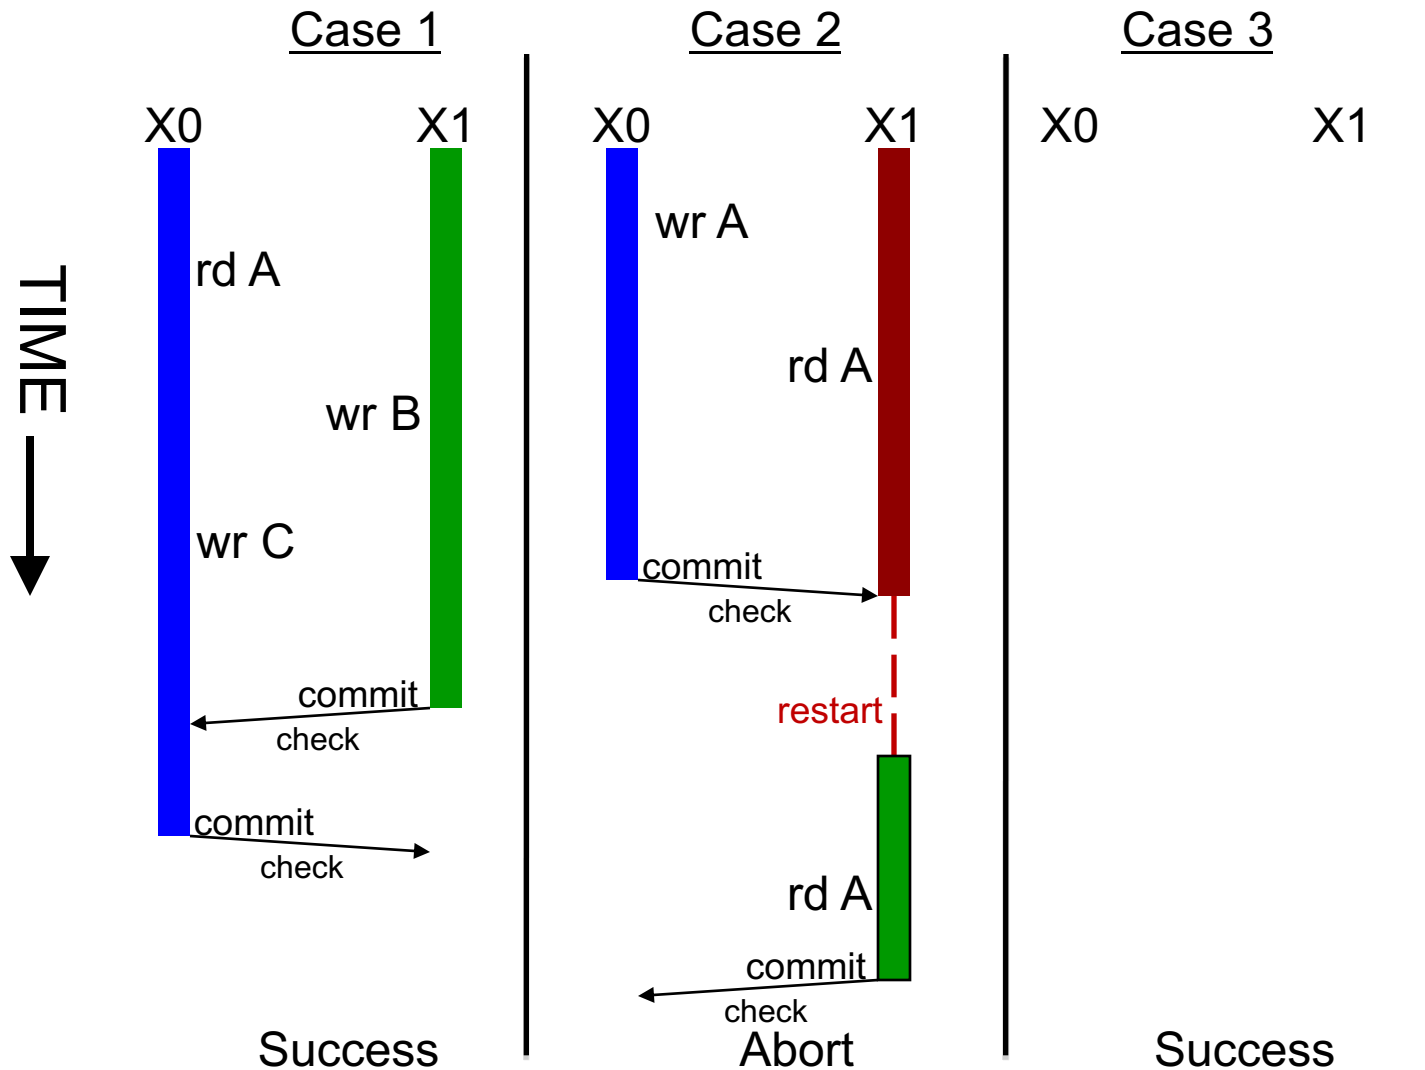 Case 1
Case 2
Case 3
X0
X1
X0
X1
X0
X1
TIME
rd A
wr B
wr C
commit
check
commit
check
wr A
rd A
commit
check
restart
rd A
commit
check
Success
Abort
Success